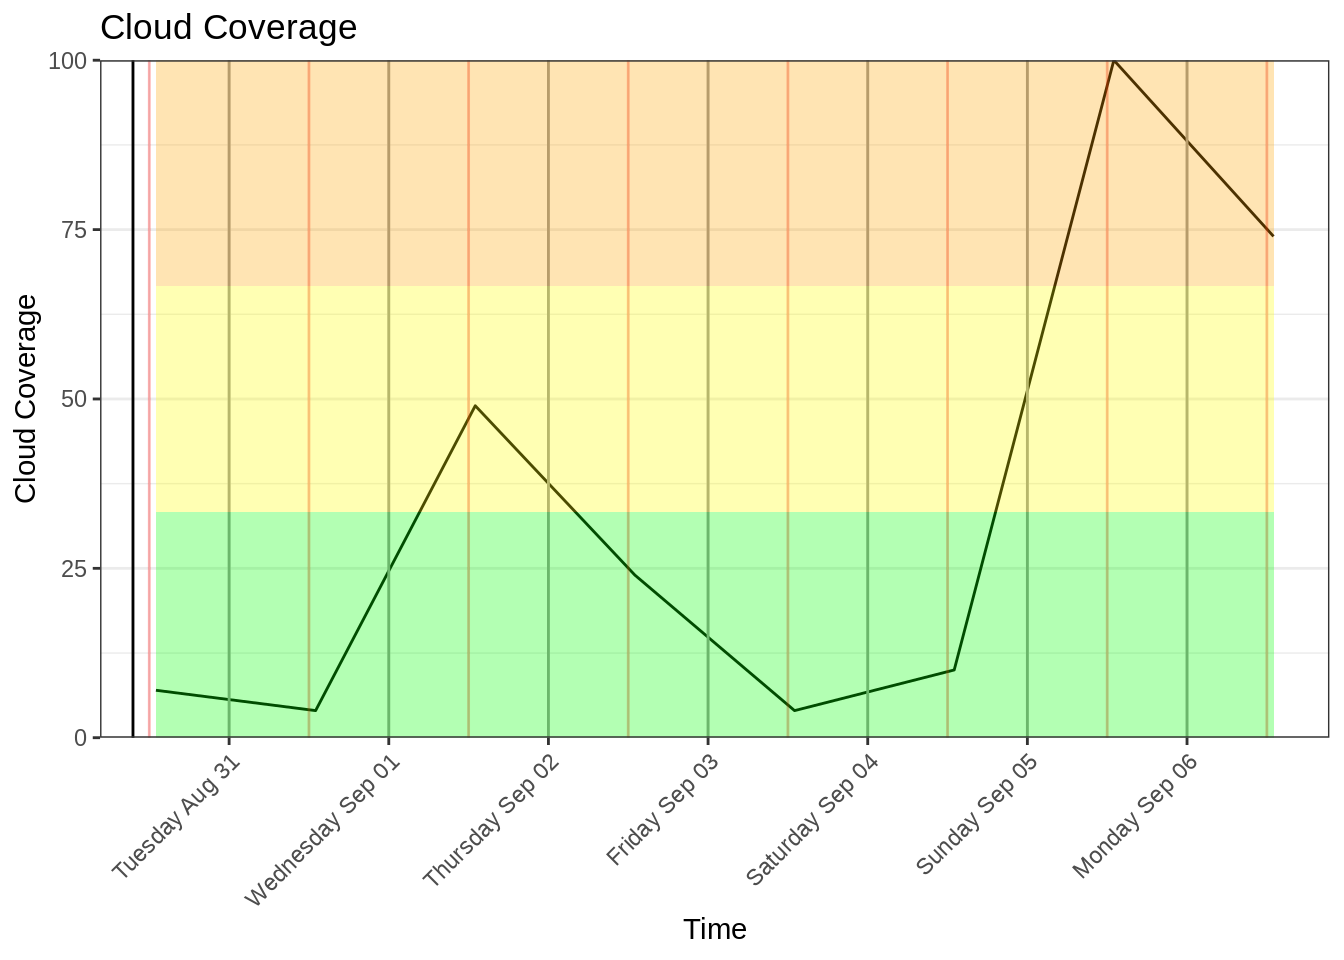 Cloud Coverage
100
75
50
25
0
Cloud Coverage
Tuesday Aug 31
Wednesday Sep 01
Thursday Sep 02
Friday Sep 03
Saturday Sep 04
Sunday Sep 05
Monday Sep 06
Time